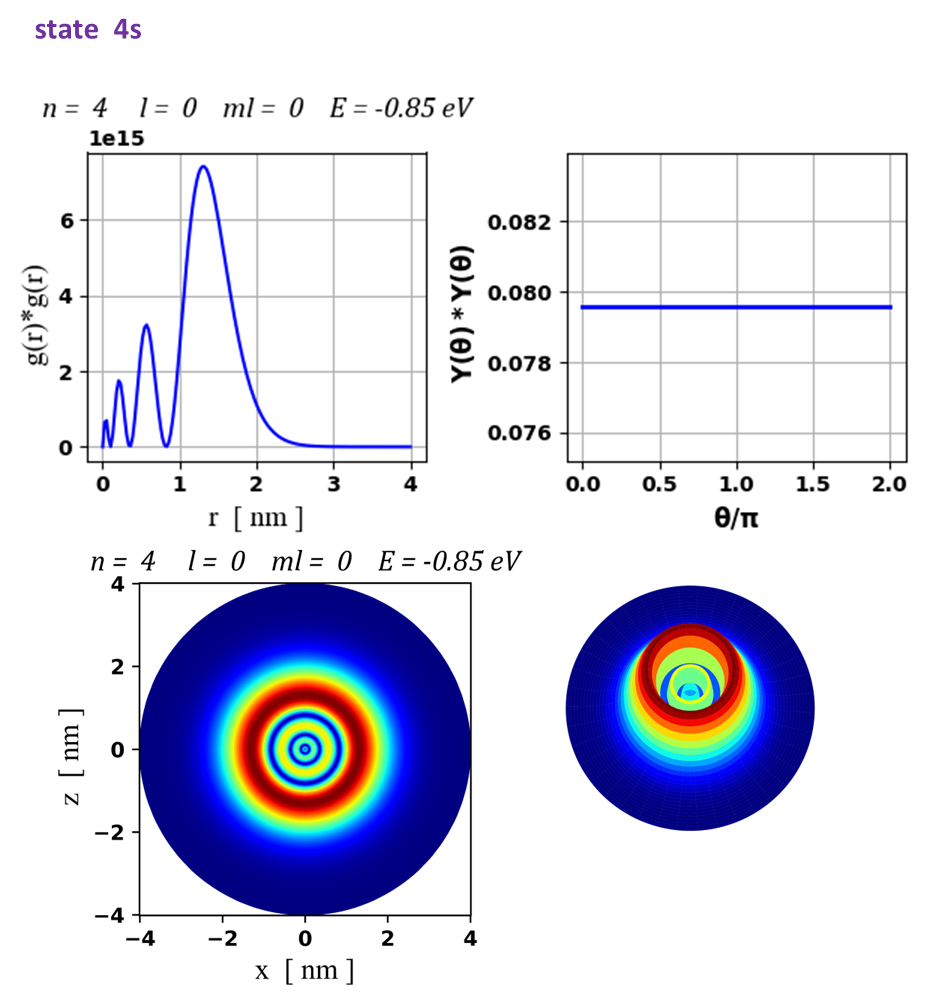 state 4s
n = 4 l = 0 ml = 0 E = -0.85 eV
1e15
g(r)*g(r)
6
4
2
0
0 1 2 3 4
r [ nm ]
Y(θ) * Y(θ)
0.082
0.080
0.078
0.076
0.0 0.5 1.0 1.5 2.0
θ/π
n = 4 l = 0 ml = 0 E = -0.85 eV
z [ nm ]
4
2
0
−2
−4
−4 −2 0 2 4
x [ nm ]